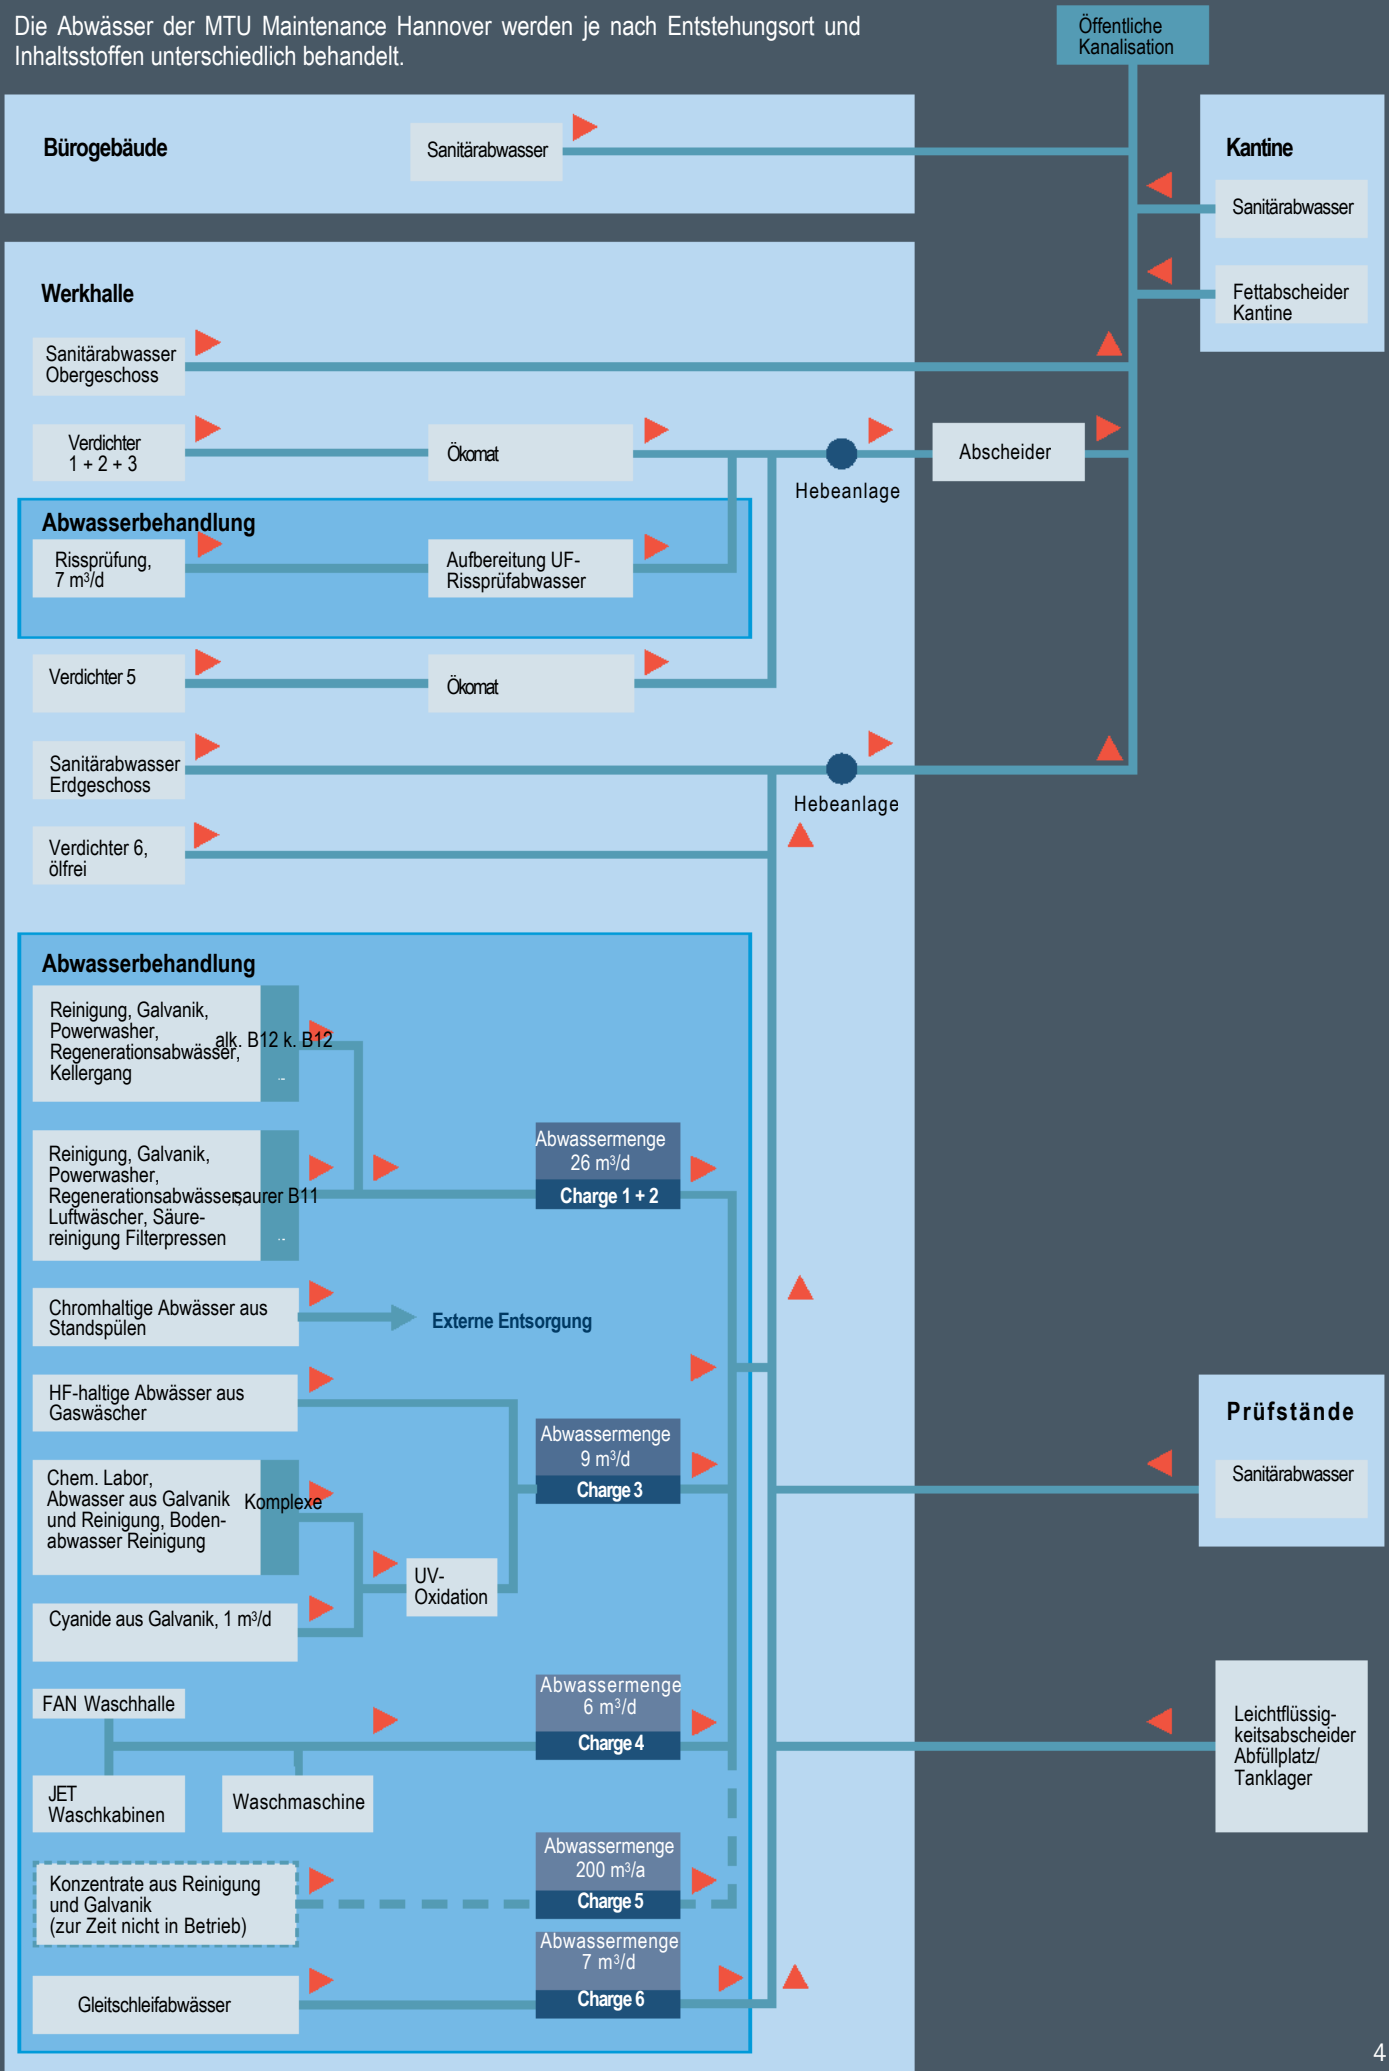 Die Abwässer der MTU Maintenance Hannover werden je nach Entstehungsort und
Inhaltsstoffen unterschiedlich behandelt.
Öffentliche
Kanalisation
Bürogebäude
Sanitärabwasser
Kantine
Sanitärabwasser
Fettabscheider
Kantine
Werkhalle
Sanitärabwasser
Obergeschoss
Verdichter
1 + 2 + 3
Ökomat
Hebeanlage
Abscheider
Abwasserbehandlung
Rissprüfung,
7 m³/d
Aufbereitung UF-
Rissprüfabwasser
Verdichter 5
Ökomat
Sanitärabwasser
Erdgeschoss
Hebeanlage
Verdichter 6,
ölfrei
Abwasserbehandlung
Reinigung, Galvanik,
Powerwasher,
Regenerationsabwässer,
Kellergang
alk. B12 k. B12
Reinigung, Galvanik,
Powerwasher,
Regenerationsabwässer,
Luftwäscher, Säure-
reinigung Filterpressen
saurer B11
Abwassermenge
26 m³/d
Charge 1 + 2
Chromhaltige Abwässer aus
Standspülen
Externe Entsorgung
HF-haltige Abwässer aus
Gaswäscher
Abwassermenge
9 m³/d
Charge 3
Chem. Labor,
Abwasser aus Galvanik
und Reinigung, Boden-
abwasser Reinigung
Komplexe
UV-
Oxidation
Cyanide aus Galvanik, 1 m³/d
Prüfstände
Sanitärabwasser
FAN Waschhalle
JET
Waschkabinen
Waschmaschine
Abwassermenge
6 m³/d
Charge 4
Leichtflüssig-
keitsabscheider
Abfüllplatz/
Tanklager
Konzentrate aus Reinigung
und Galvanik
(zur Zeit nicht in Betrieb)
Abwassermenge
200 m³/a
Charge 5
Gleitschleifabwässer
Abwassermenge
7 m³/d
Charge 6
4